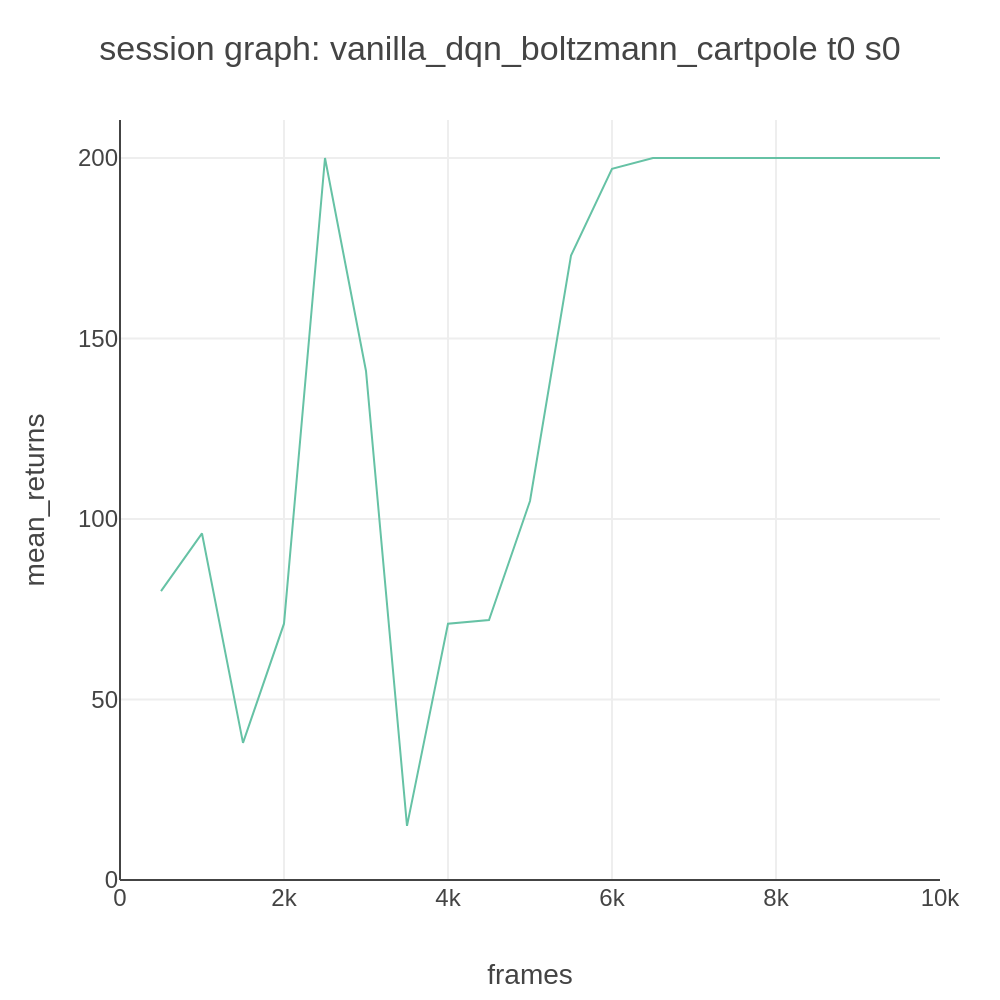 session graph: vanilla_dqn_boltzmann_cartpole t0 s0
200
150
100
50
0
mean_returns
0 2k 4k 6k 8k 10k
frames